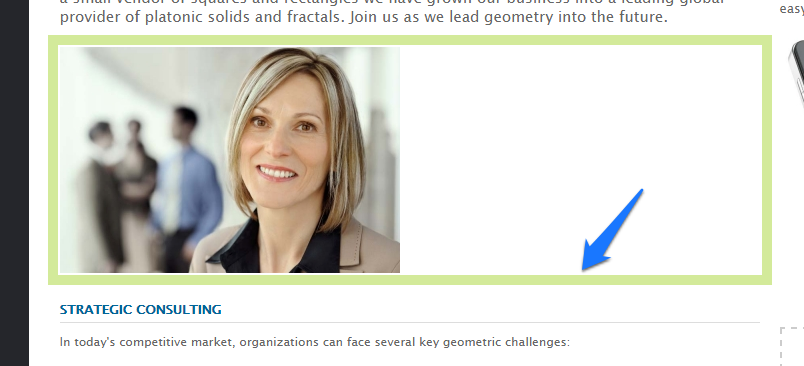 a small vendor of squares and rectangles we have grown our business into a leading global
provider of platonic solids and fractals. Join us as we lead geometry into the future.
easy
STRATEGIC CONSULTING
In today's competitive market, organizations can face several key geometric challenges: